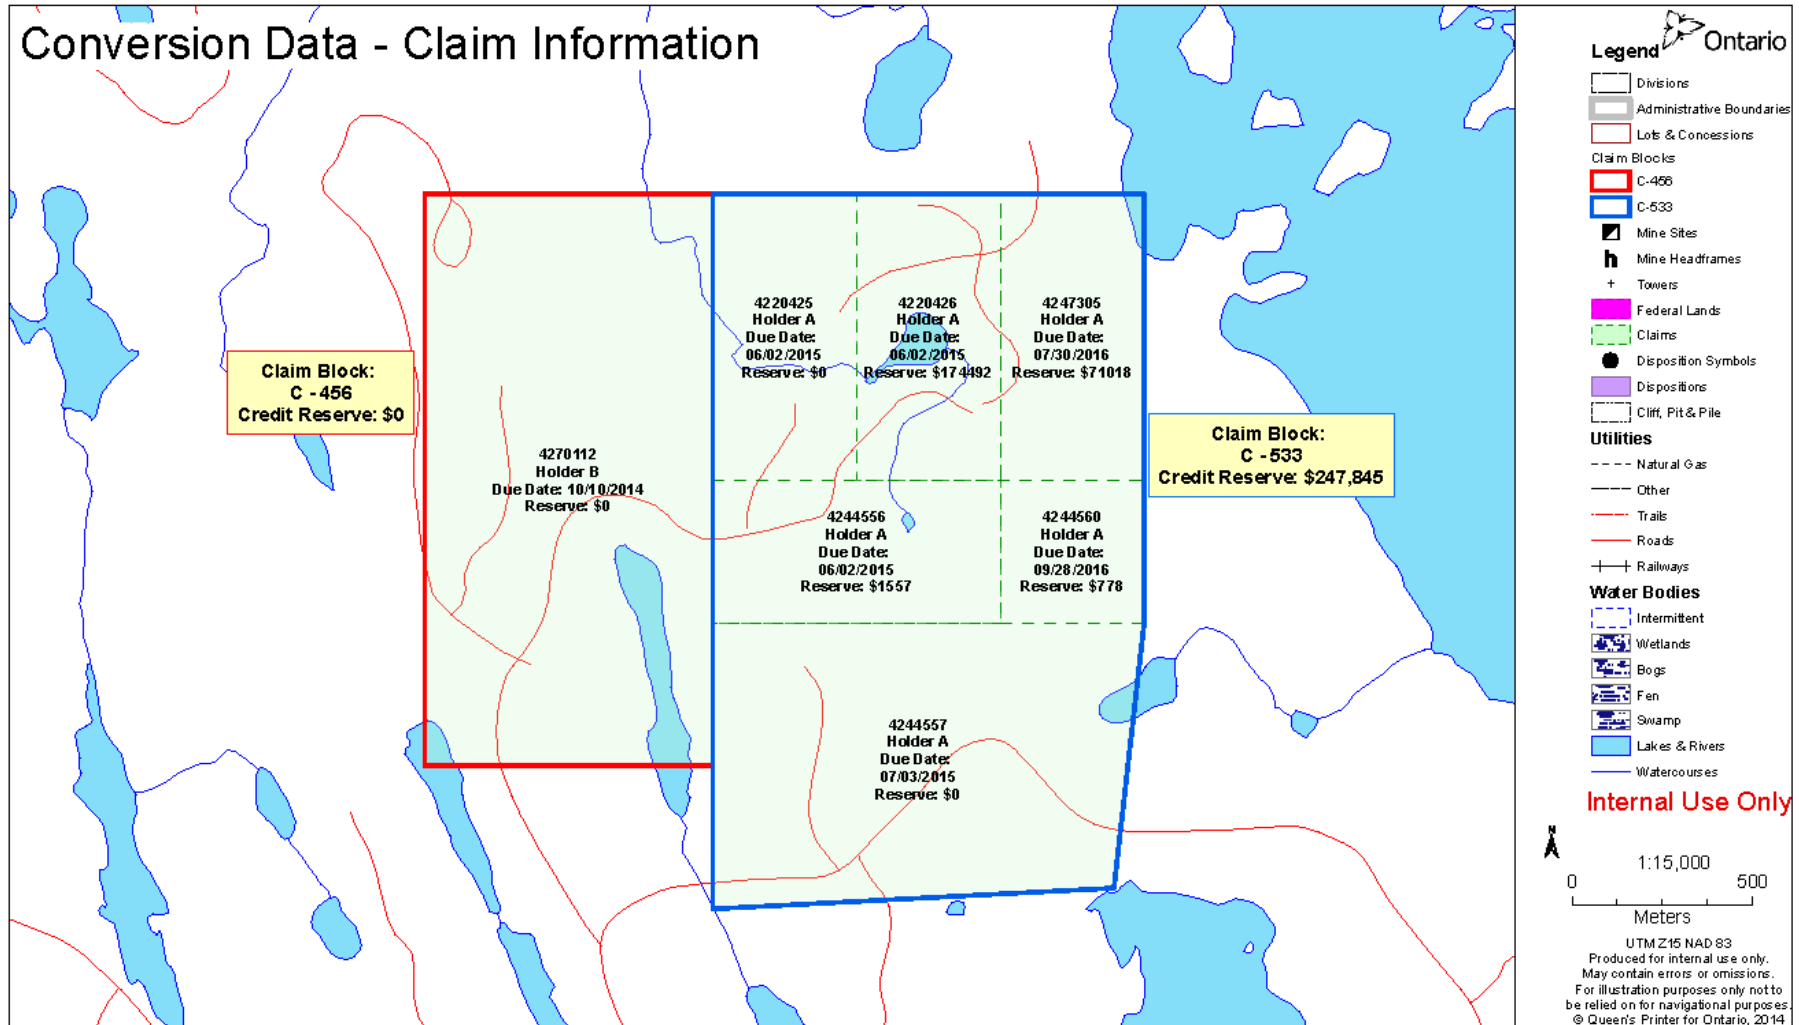 Conversion Data - Claim Information
Claim Block:
C - 456
Credit Reserve: $0
4270112
Holder B
Due Date: 10/10/2014
Reserve: $0
4220425
Holder A
Due Date:
06/02/2015
Reserve: $0
4220426
Holder A
Due Date:
06/02/2015
Reserve: $174492
4247305
Holder A
Due Date:
07/30/2016
Reserve: $71018
Claim Block:
C - 533
Credit Reserve: $247,845
4244556
Holder A
Due Date:
06/02/2015
Reserve: $1557
4244560
Holder A
Due Date:
09/28/2016
Reserve: $778
4244557
Holder A
Due Date:
07/03/2015
Reserve: $0
Ontario
Legend
Divisions
Administrative Boundaries
Lots & Concessions
Claim Blocks
C-456
C-533
Mine Sites
h Mine Headframes
Towers
Federal Lands
Claims
Disposition Symbols
Dispositions
Cliff, Pit & Pile
Utilities
Natural Gas
Other
Trails
Roads
Railways
Water Bodies
Intermittent
Wetlands
Bogs
Fen
Swamp
Lakes & Rivers
Watercourses
Internal Use Only
N
1:15,000
0 500
Meters
UTM Z15 NAD 83
Produced for internal use only.
May contain errors or omissions.
For illustration purposes only not to
be relied on for navigational purposes.
© Queen's Printer for Ontario, 2014